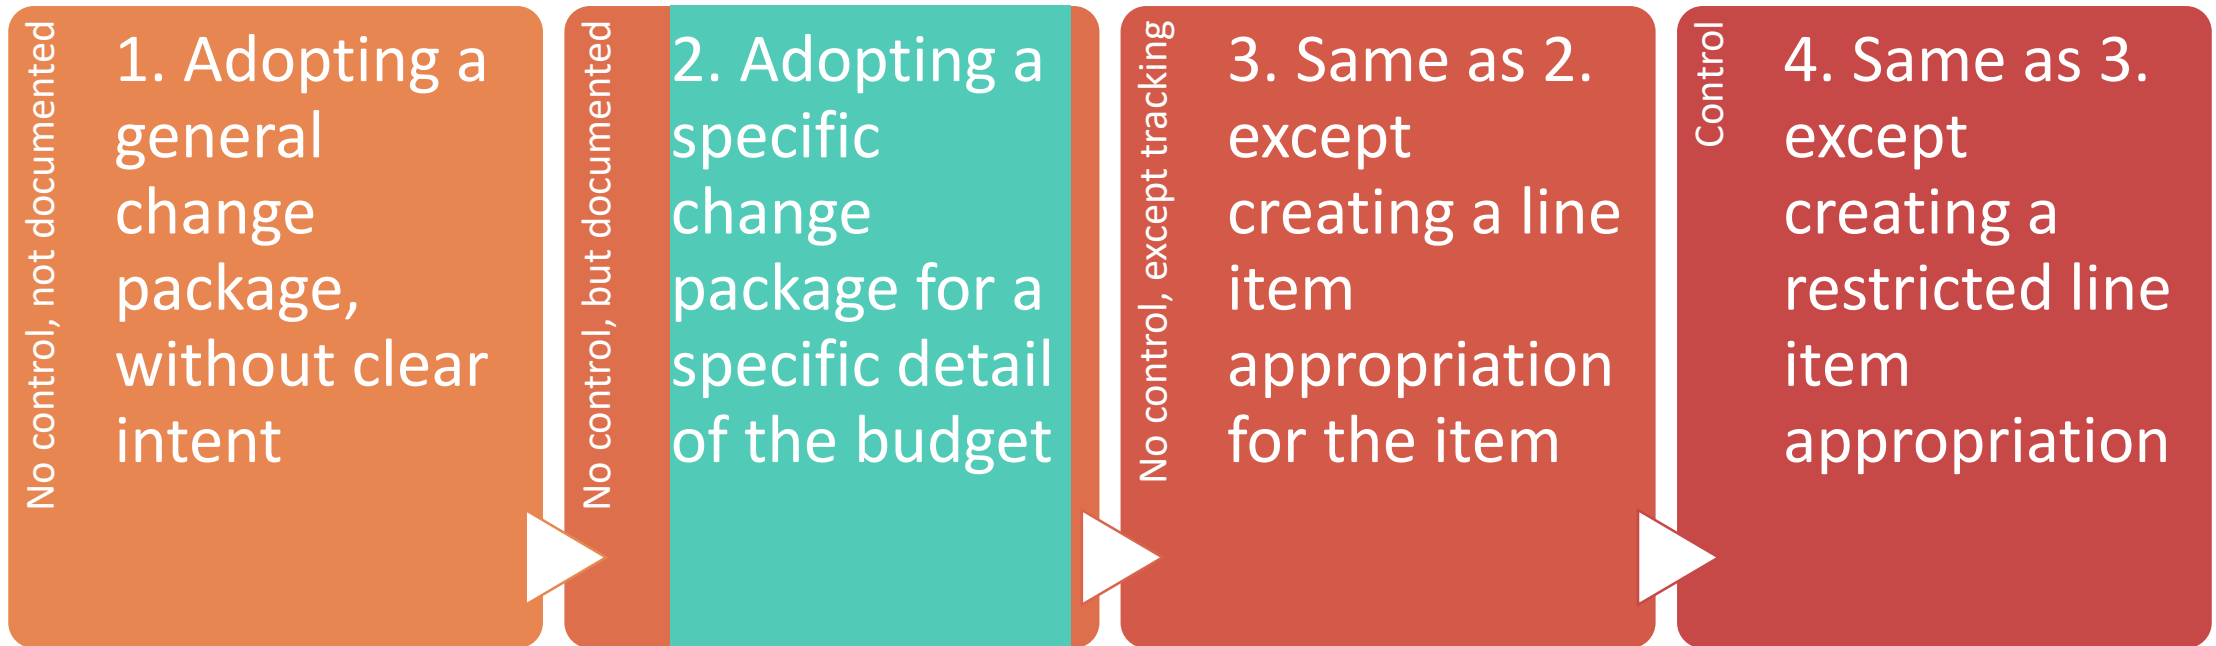 No control, not documented
1. Adopting a
general
change
package,
without clear
intent
No control, but documented
2. Adopting a
specific
change
package for a
specific detail
of the budget
No control, except tracking
3. Same as 2.
except
creating a line
item
appropriation
for the item
Control
4. Same as 3.
except
creating a
restricted line
item
appropriation